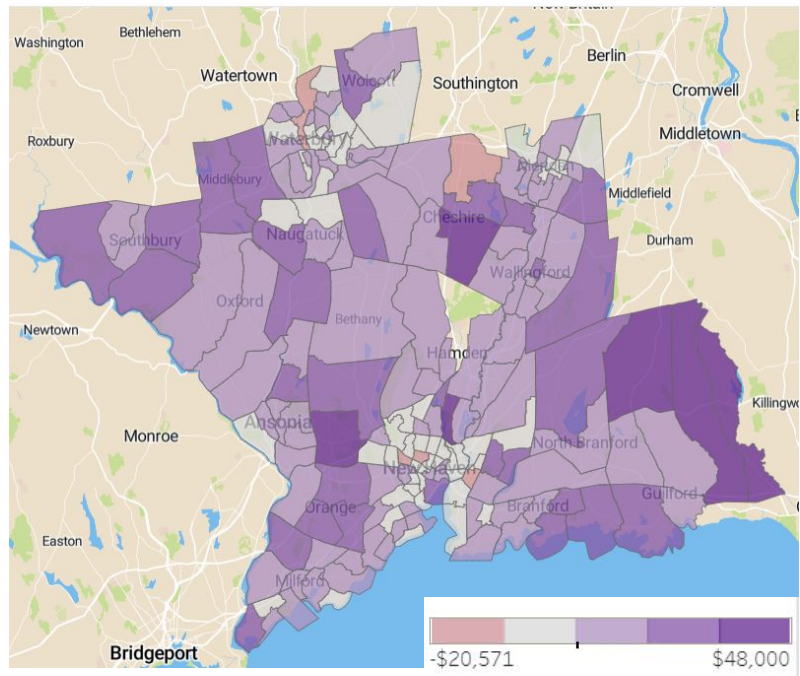 New Britain
Washington
Bethlehem
Berlin
Watertown
Wolcott
Southington
Cromwell
Middletown
Roxbury
Waterbury
Meriden
Middlebury
Middlefield
Cheshire
Southbury
Naugatuck
Durham
Wallingford
Oxford
Bethany
Newtown
Hamden
Killingwo
Ansonia
Monroe
North Branford
New Haven
Guilford
Orange
Branford
Easton
Milford
Bridgeport
-$20,571
$48,000